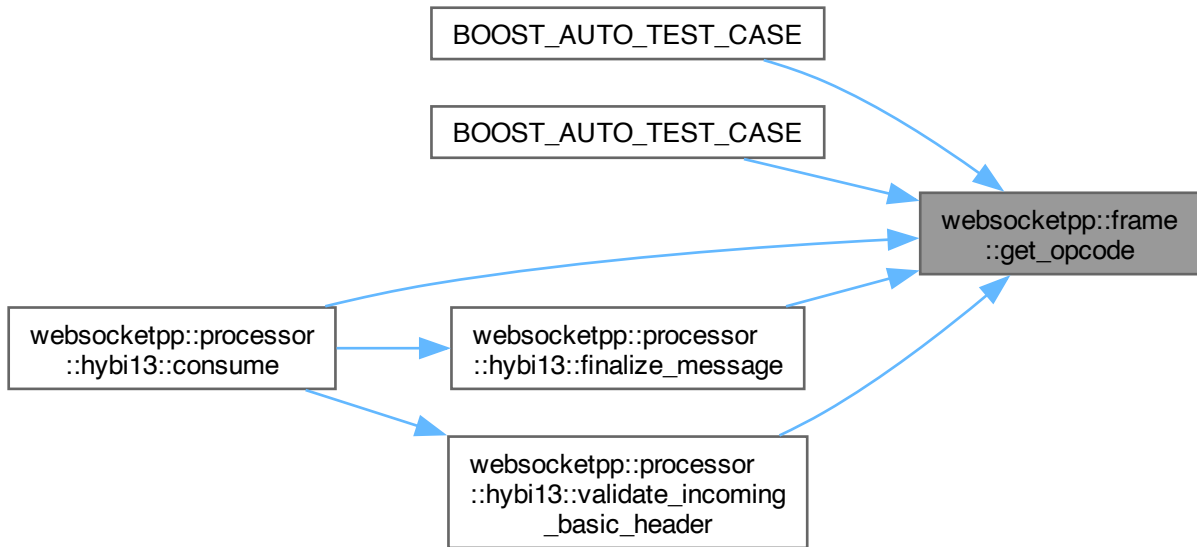 BOOST_AUTO_TEST_CASE
BOOST_AUTO_TEST_CASE
websocketpp::frame
::get_opcode
websocketpp::processor
::hybi13::consume
websocketpp::processor
::hybi13::finalize_message
websocketpp::processor
::hybi13::validate_incoming
_basic_header